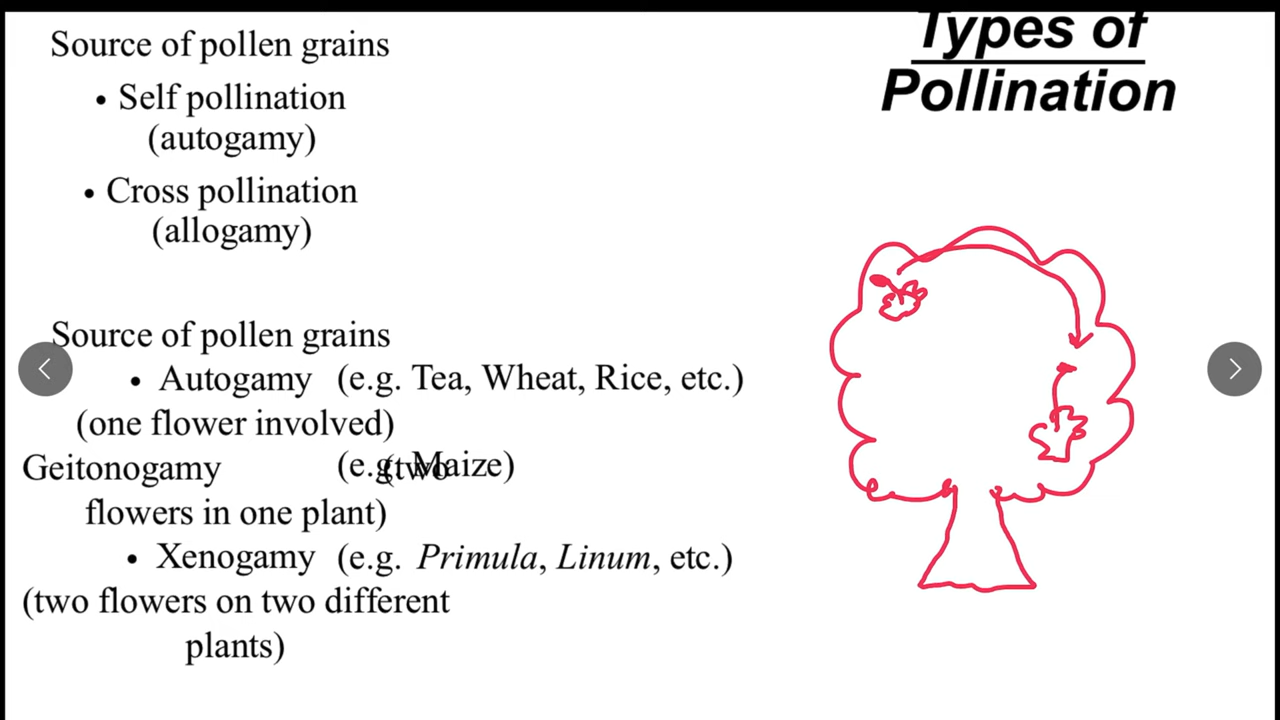 Types of
Pollination
Source of pollen grains
• Self pollination
(autogamy)
• Cross pollination
(allogamy)
Source of pollen grains
• Autogamy (e.g. Tea, Wheat, Rice, etc.)
(one flower involved)
Geitonogamy (two (e.g. Maize)
flowers in one plant)
• Xenogamy (e.g. Primula, Linum, etc.)
(two flowers on two different
plants)